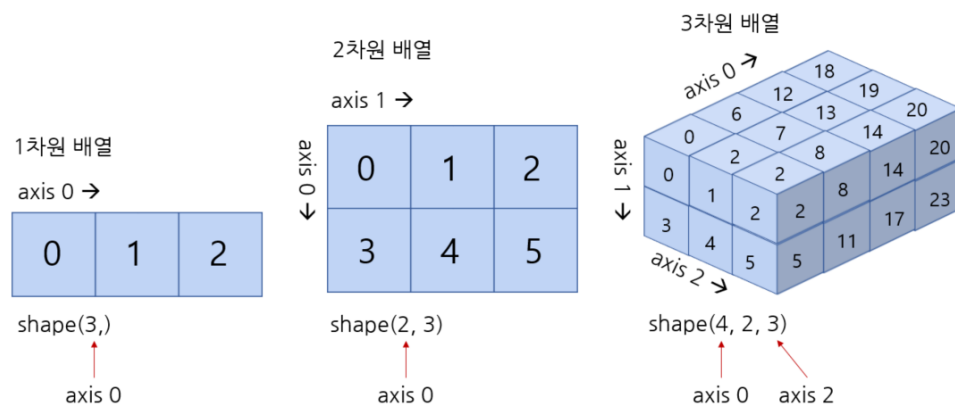 1차원 배열
axis 0 →
0 1 2
shape(3,)
axis 0
2차원 배열
axis 1 →
axis 0 →
0 1 2
3 4 5
shape(2, 3)
axis 0
3차원 배열
axis 0 →
axis 1 →
axis 2 →
0 6 12 18
2 7 13 19
2 8 14 20
0 1 2
3 4 5
2 8 14 20
5 11 17 23
shape(4, 2, 3)
axis 0
axis 2